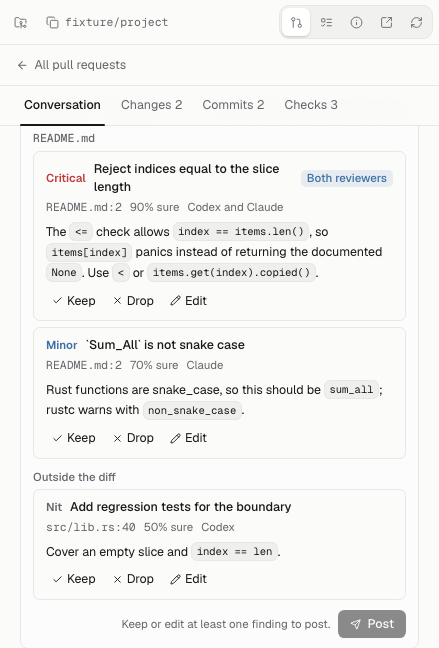 fixture/project
All pull requests
Conversation Changes 2 Commits 2 Checks 3
README.md
Critical Reject indices equal to the slice length Both reviewers
README.md:2 90% sure Codex and Claude
The <= check allows index == items.len() , so
items[index] panics instead of returning the documented
None . Use < or items.get(index).copied() .
Keep Drop Edit
Minor `Sum_All` is not snake case
README.md:2 70% sure Claude
Rust functions are snake_case, so this should be sum_all ;
rustc warns with non_snake_case .
Keep Drop Edit
Outside the diff
Nit Add regression tests for the boundary
src/lib.rs:40 50% sure Codex
Cover an empty slice and index == len .
Keep Drop Edit
Keep or edit at least one finding to post. Post